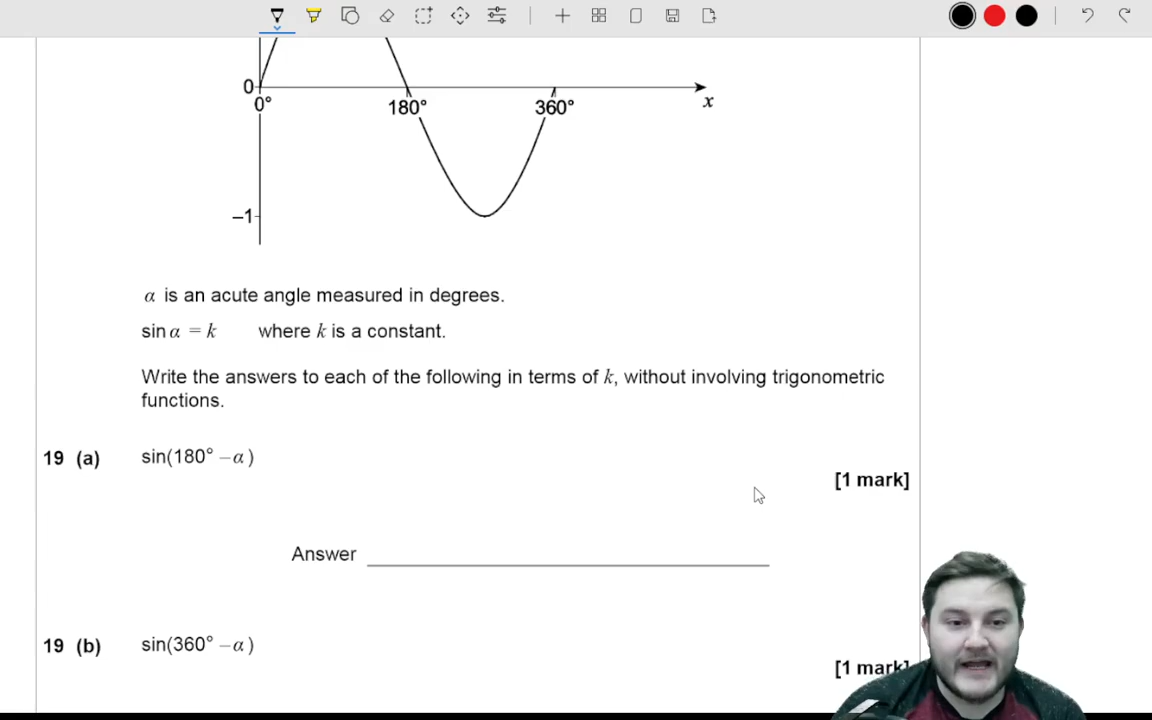 0
0° 180° 360° x
−1
α is an acute angle measured in degrees.
sin α = k where k is a constant.
Write the answers to each of the following in terms of k, without involving trigonometric
functions.
19 (a) sin(180° − α)
[1 mark]
Answer
19 (b) sin(360° − α)
[1 mark]